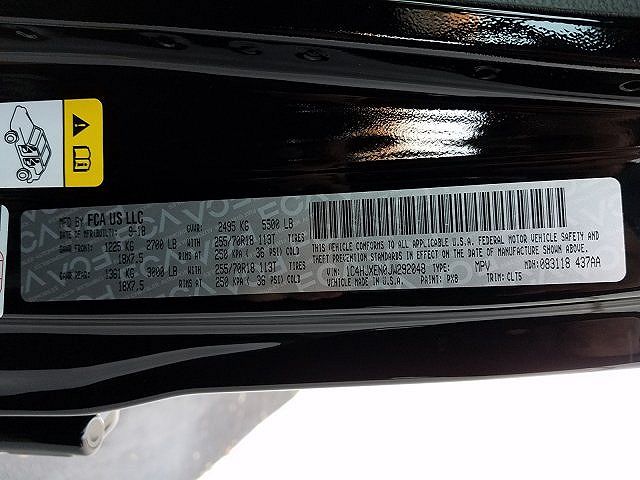 MFD BY FCA US LLC
DATE OF MFR(BUILT): 9-18 GVWR: 2495 KG 5500 LB
GAWR FRONT: 1225 KG 2700 LB WITH 255/70R18 113T TIRES
18X7.5 RIMS AT 250 KPA ( 36 PSI) COLD
GAWR REAR: 1361 KG 3000 LB WITH 255/70R18 113T TIRES
18X7.5 RIMS AT 250 KPA ( 36 PSI) COLD
THIS VEHICLE CONFORMS TO ALL APPLICABLE U.S.A. FEDERAL MOTOR VEHICLE SAFETY AND
THEFT PREVENTION STANDARDS IN EFFECT ON THE DATE OF MANUFACTURE SHOWN ABOVE.
VIN: 1C4HJXEN0JW292048 TYPE: MPV MDH: 083118 437AA
VEHICLE MADE IN U.S.A. PAINT: PX8 TRIM: CLT5